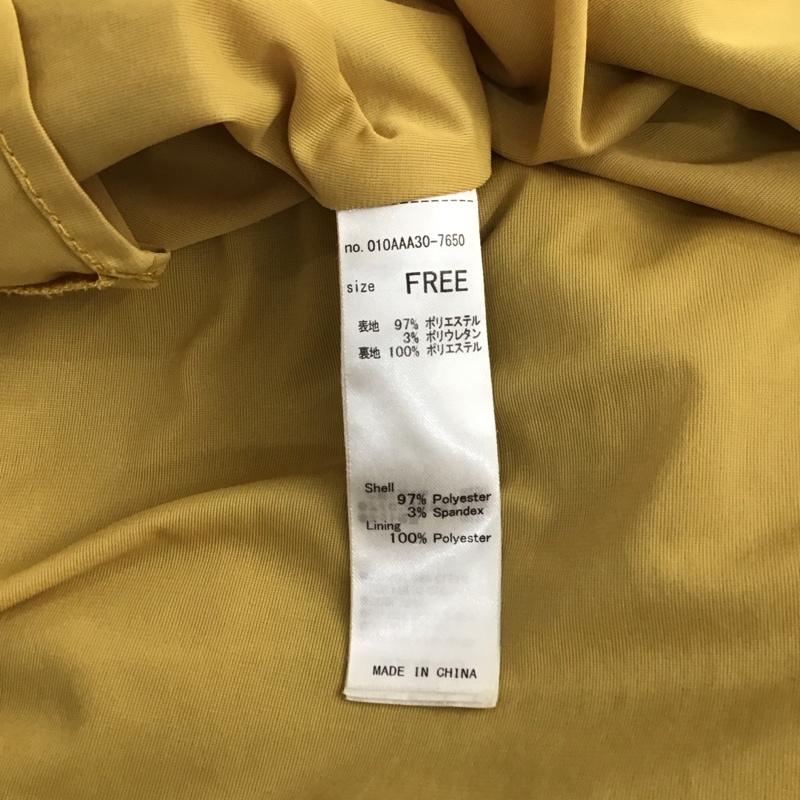 no. 010AAA30-7650
size FREE
表地 97% ポリエステル
3% ポリウレタン
裏地 100% ポリエステル
Shell
97% Polyester
3% Spandex
Lining
100% Polyester
MADE IN CHINA